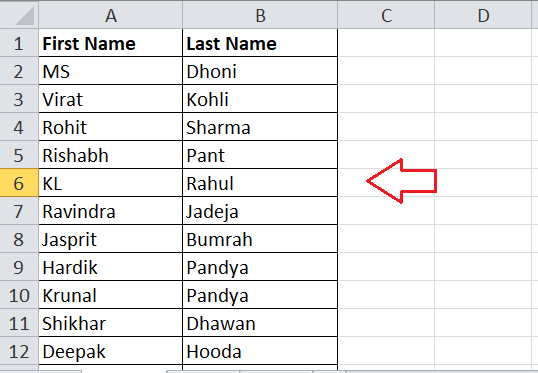 A B C D
1 First Name Last Name
2 MS Dhoni
3 Virat Kohli
4 Rohit Sharma
5 Rishabh Pant
6 KL Rahul
7 Ravindra Jadeja
8 Jasprit Bumrah
9 Hardik Pandya
10 Krunal Pandya
11 Shikhar Dhawan
12 Deepak Hooda